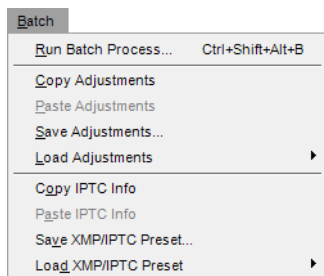 Batch
Run Batch Process... Ctrl+Shift+Alt+B
Copy Adjustments
Paste Adjustments
Save Adjustments...
Load Adjustments
Copy IPTC Info
Paste IPTC Info
Save XMP/IPTC Preset...
Load XMP/IPTC Preset